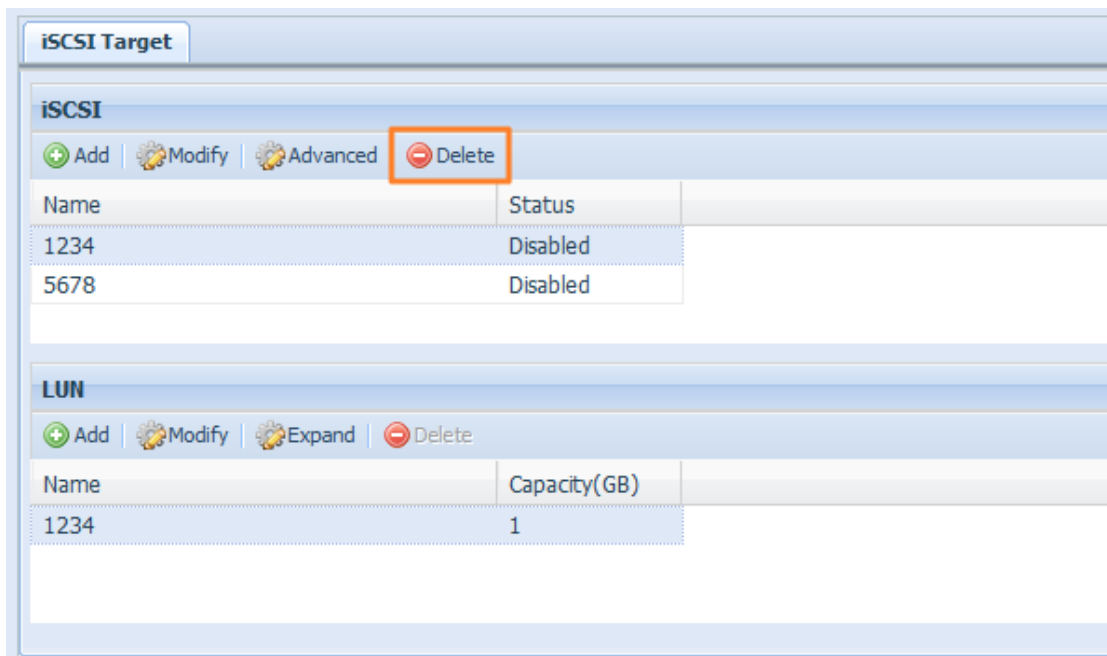 iSCSI Target
iSCSI
Add Modify Advanced Delete
Name Status
1234 Disabled
5678 Disabled
LUN
Add Modify Expand Delete
Name Capacity(GB)
1234 1